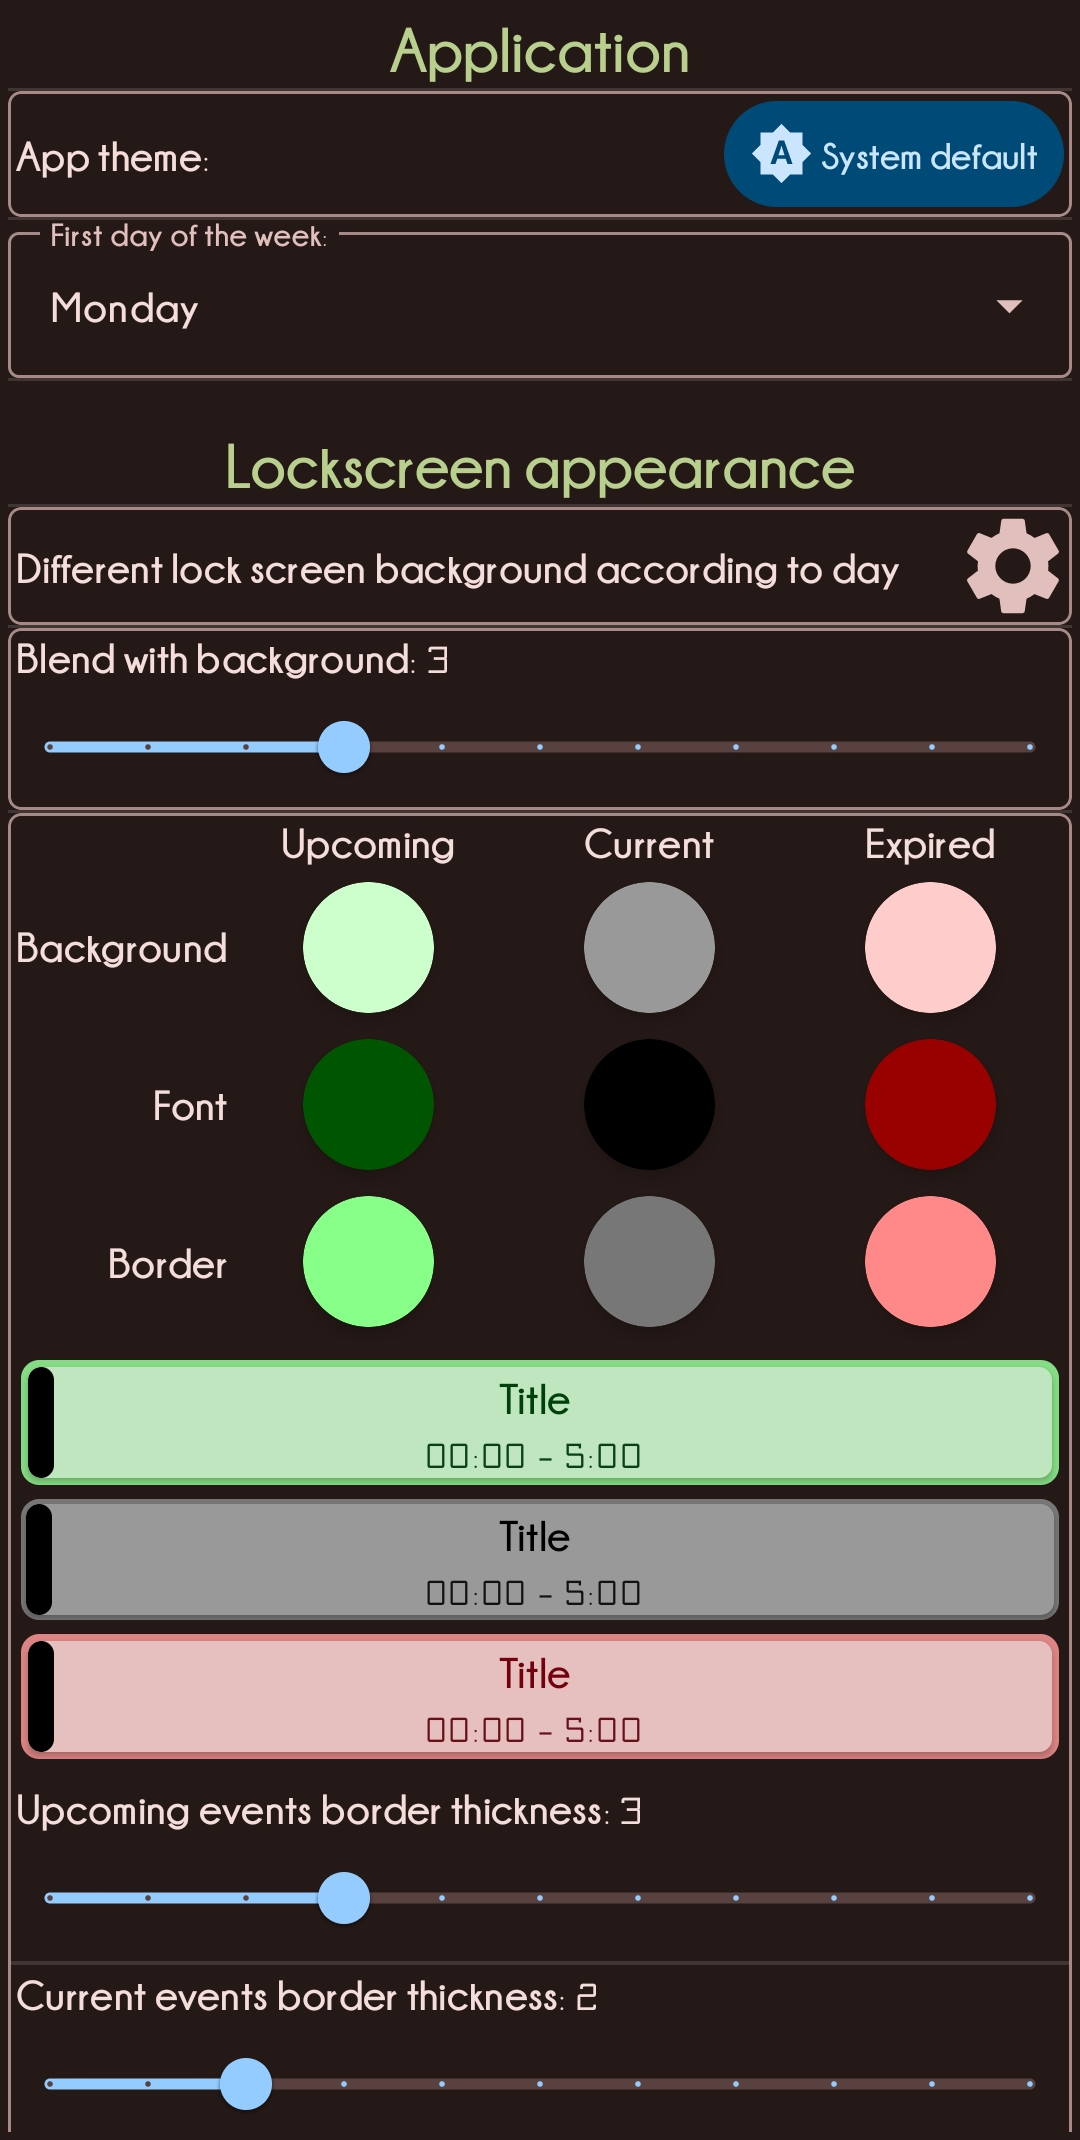 Application
App theme:
A System default
First day of the week:
Monday
Lockscreen appearance
Different lock screen background according to day
Blend with background: 3
Upcoming Current Expired
Background
Font
Border
Title
00:00 - 5:00
Title
00:00 - 5:00
Title
00:00 - 5:00
Upcoming events border thickness: 3
Current events border thickness: 2